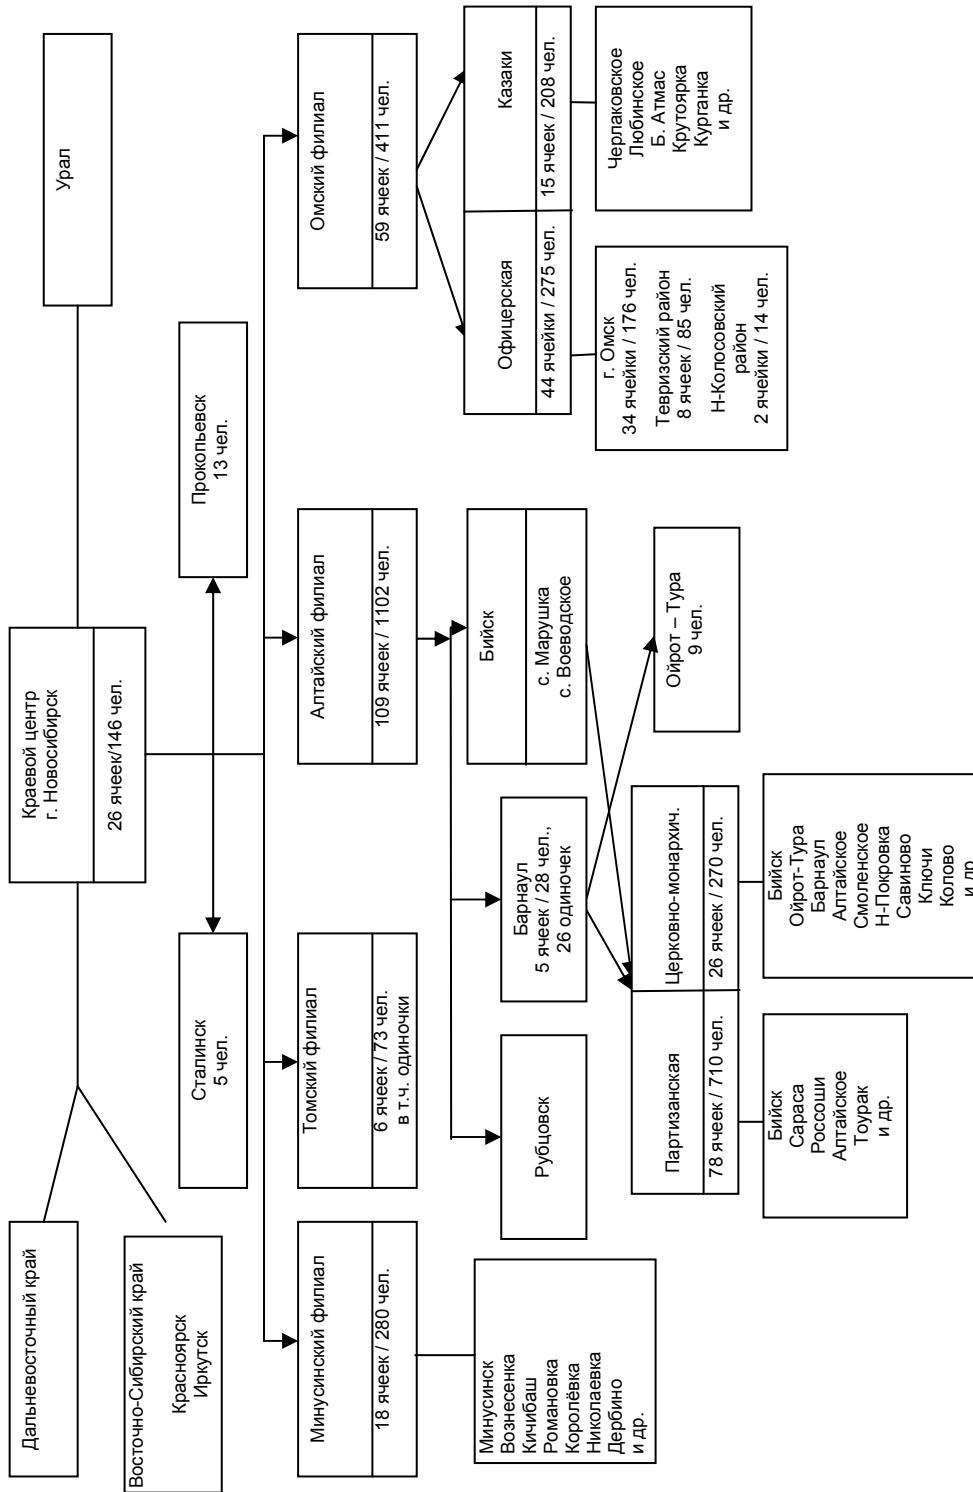 Дальневосточный край
Восточно-Сибирский край
Красноярск
Иркутск
Краевой центр
г. Новосибирск
26 ячеек/146 чел.
Урал
Сталинск
5 чел.
Прокопьевск
13 чел.
Минусинский филиал
18 ячеек / 280 чел.
Томский филиал
6 ячеек / 73 чел.
в т.ч. одиночки
Алтайский филиал
109 ячеек / 1102 чел.
Омский филиал
59 ячеек / 411 чел.
Минусинск
Вознесенка
Кичибаш
Романовка
Королёвка
Николаевка
Дербино
и др.
Рубцовск
Барнаул
5 ячеек / 28 чел.,
26 одиночек
Бийск
с. Марушка
с. Воеводское
Офицерская
44 ячейки / 275 чел.
Казаки
15 ячеек / 208 чел.
г. Омск
34 ячейки / 176 чел.
Тевризский район
8 ячеек / 85 чел.
Н-Колосовский
район
2 ячейки / 14 чел.
Черлаковское
Любинское
Б. Атмас
Крутоярка
Курганка
и др.
Партизанская
78 ячеек / 710 чел.
Церковно-монархич.
26 ячеек / 270 чел.
Ойрот – Тура
9 чел.
Бийск
Сараса
Россоши
Алтайское
Тоурак
и др.
Бийск
Ойрот-Тура
Барнаул
Алтайское
Смоленское
Н-Покровка
Савиново
Ключи
Колово
и др